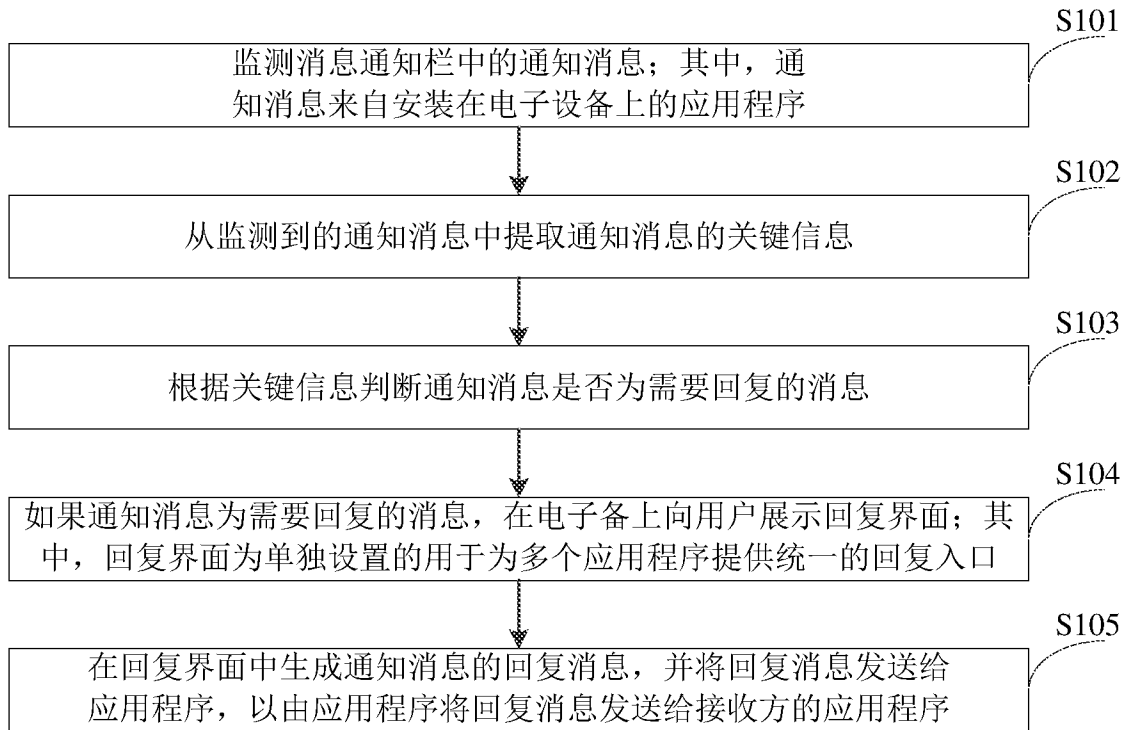 S101
监测消息通知栏中的通知消息；其中，通
知消息来自安装在电子设备上的应用程序
S102
从监测到的通知消息中提取通知消息的关键信息
S103
根据关键信息判断通知消息是否为需要回复的消息
S104
如果通知消息为需要回复的消息，在电子备上向用户展示回复界面；其
中，回复界面为单独设置的用于为多个应用程序提供统一的回复入口
S105
在回复界面中生成通知消息的回复消息，并将回复消息发送给
应用程序，以由应用程序将回复消息发送给接收方的应用程序